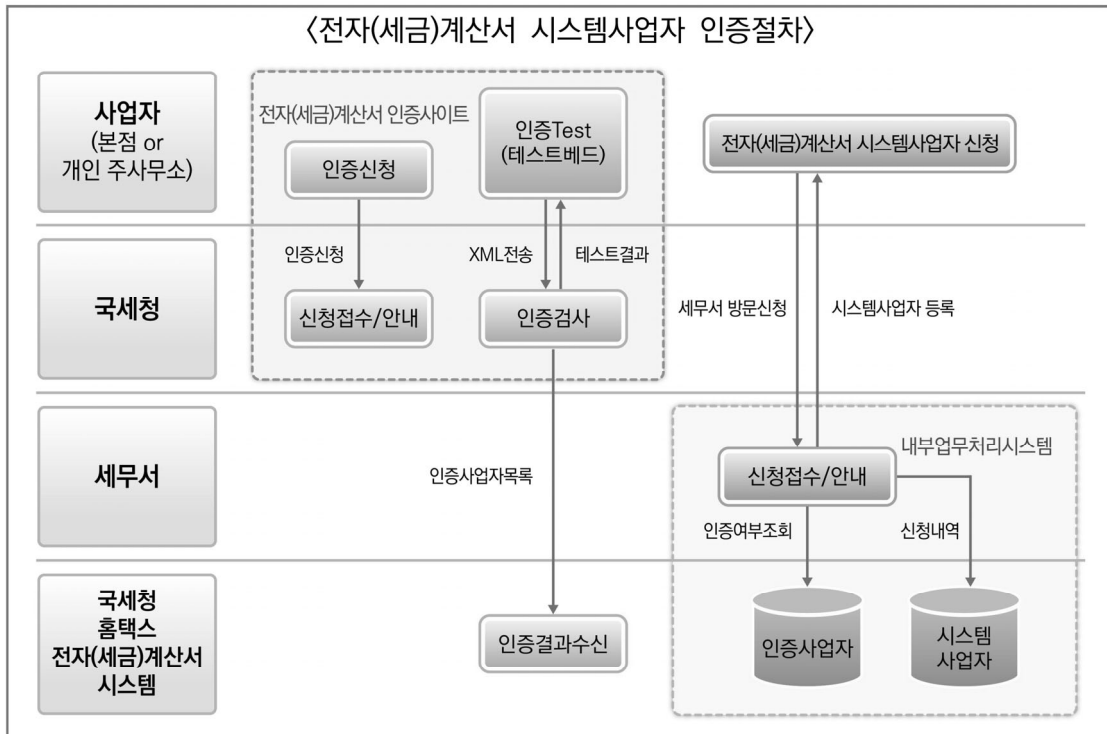 〈전자(세금)계산서 시스템사업자 인증절차〉
사업자
(본점 or
개인 주사무소)
전자(세금)계산서 인증사이트
인증신청
인증Test
(테스트베드)
전자(세금)계산서 시스템사업자 신청
인증신청
XML전송
테스트결과
국세청
신청접수/안내
인증검사
세무서 방문신청
시스템사업자 등록
세무서
인증사업자목록
내부업무처리시스템
신청접수/안내
인증여부조회
신청내역
국세청
홈택스
전자(세금)계산서
시스템
인증결과수신
인증사업자
시스템
사업자